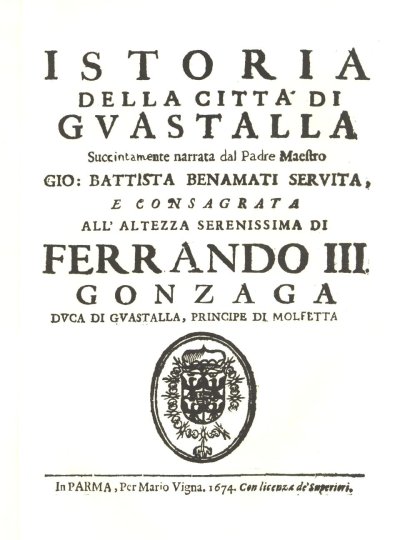 ISTORIA
DELLA CITTA' DI
GVASTALLA
Succintamente narrata dal Padre Maestro
GIO: BATTISTA BENAMATI SERVITA,
E CONSAGRATA
ALL' ALTEZZA SERENISSIMA DI
FERRANDO III.
GONZAGA
DVCA DI GVASTALLA, PRINCIPE DI MOLFETTA
In PARMA, Per Mario Vigna. 1674. Con licenza de' Superiori.